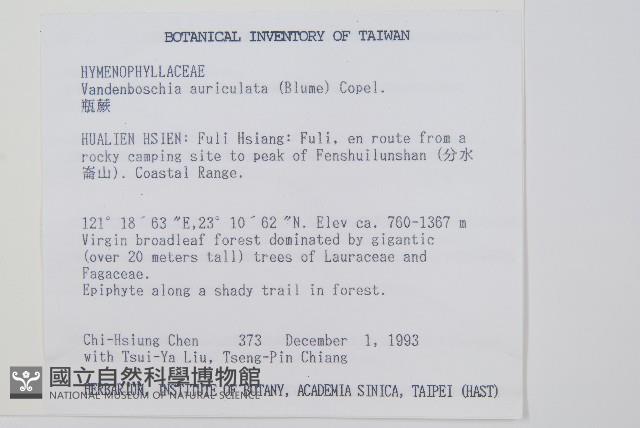 BOTANICAL INVENTORY OF TAIWAN
HYMENOPHYLLACEAE
Vandenboschia auriculata (Blume) Copel.
瓶蕨
HUALIEN HSIEN: Fuli Hsiang: Fuli, en route from a
rocky camping site to peak of Fenshuilunshan (分水
崙山). Coastal Range.
121° 18´63 ″E,23° 10´62 ″N. Elev ca. 760-1367 m
Virgin broadleaf forest dominated by gigantic
(over 20 meters tall) trees of Lauraceae and
Fagaceae.
Epiphyte along a shady trail in forest.
Chi-Hsiung Chen 373 December 1, 1993
with Tsui-Ya Liu, Tseng-Pin Chiang
國立自然科學博物館
NATIONAL MUSEUM OF NATURAL SCIENCE
HERBARIUM, INSTITUTE OF BOTANY, ACADEMIA SINICA, TAIPEI (HAST)